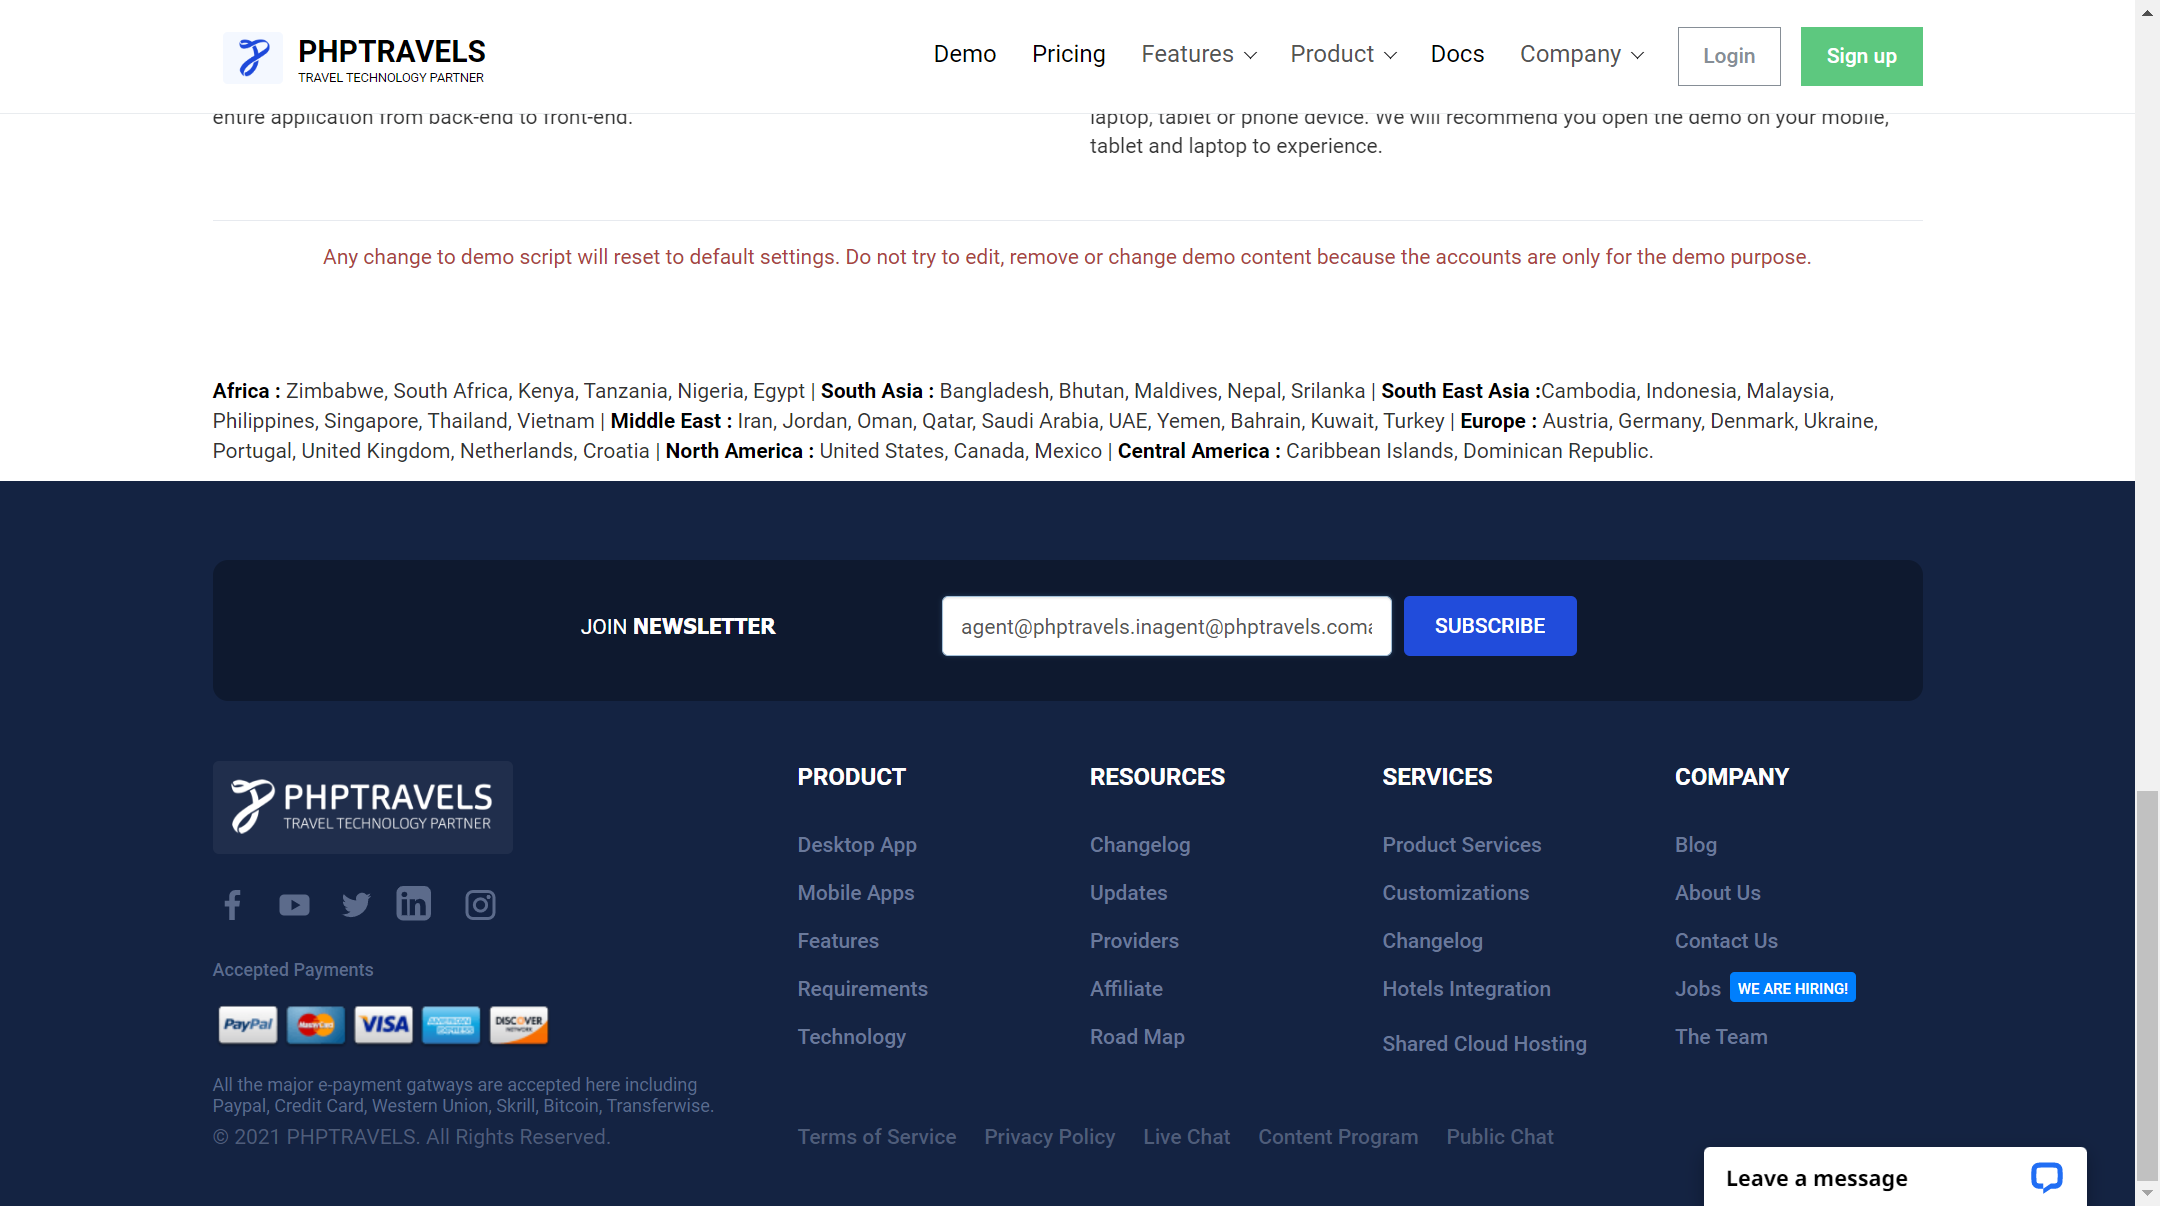 PHPTRAVELS
TRAVEL TECHNOLOGY PARTNER
Demo Pricing Features Product Docs Company Login Sign up
entire application from back-end to front-end.
laptop, tablet or phone device. We will recommend you open the demo on your mobile,
tablet and laptop to experience.
Any change to demo script will reset to default settings. Do not try to edit, remove or change demo content because the accounts are only for the demo purpose.
Africa : Zimbabwe, South Africa, Kenya, Tanzania, Nigeria, Egypt | South Asia : Bangladesh, Bhutan, Maldives, Nepal, Srilanka | South East Asia :Cambodia, Indonesia, Malaysia,
Philippines, Singapore, Thailand, Vietnam | Middle East : Iran, Jordan, Oman, Qatar, Saudi Arabia, UAE, Yemen, Bahrain, Kuwait, Turkey | Europe : Austria, Germany, Denmark, Ukraine,
Portugal, United Kingdom, Netherlands, Croatia | North America : United States, Canada, Mexico | Central America : Caribbean Islands, Dominican Republic.
JOIN NEWSLETTER
agent@phptravels.inagent@phptravels.com
SUBSCRIBE
PHPTRAVELS
TRAVEL TECHNOLOGY PARTNER
Accepted Payments
PayPal MasterCard VISA AMERICAN EXPRESS DISCOVER NETWORK
All the major e-payment gatways are accepted here including
Paypal, Credit Card, Western Union, Skrill, Bitcoin, Transferwise.
© 2021 PHPTRAVELS. All Rights Reserved.
PRODUCT
Desktop App
Mobile Apps
Features
Requirements
Technology
RESOURCES
Changelog
Updates
Providers
Affiliate
Road Map
SERVICES
Product Services
Customizations
Changelog
Hotels Integration
Shared Cloud Hosting
COMPANY
Blog
About Us
Contact Us
Jobs WE ARE HIRING!
The Team
Terms of Service Privacy Policy Live Chat Content Program Public Chat
Leave a message